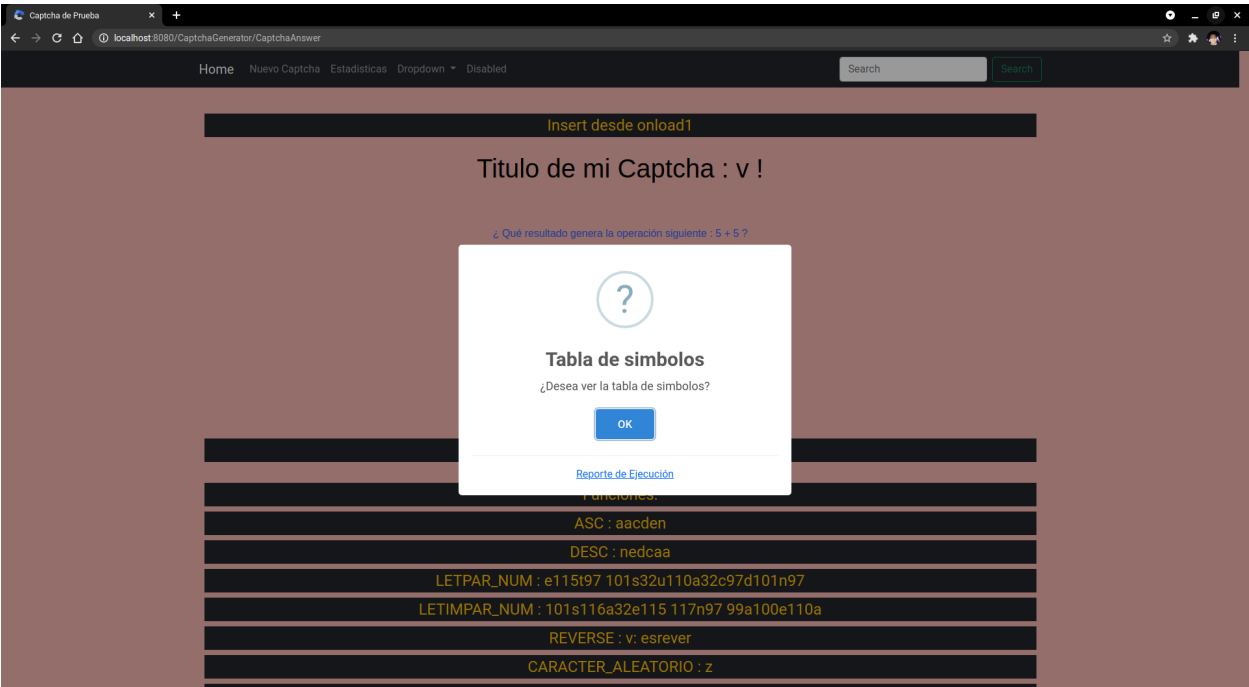 Captcha de Prueba
localhost:8080/CaptchaGenerator/CaptchaAnswer
Home Nuevo Captcha Estadisticas Dropdown Disabled Search Search
Insert desde onload1
Titulo de mi Captcha : v !
¿ Qué resultado genera la operación siguiente : 5 + 5 ?
?
Tabla de simbolos
¿Desea ver la tabla de simbolos?
OK
Reporte de Ejecución
Funciones:
ASC : aacden
DESC : nedcaa
LETPAR_NUM : e115t97 101s32u110a32c97d101n97
LETIMPAR_NUM : 101s116a32e115 117n97 99a100e110a
REVERSE : v: esrever
CARACTER_ALEATORIO : z